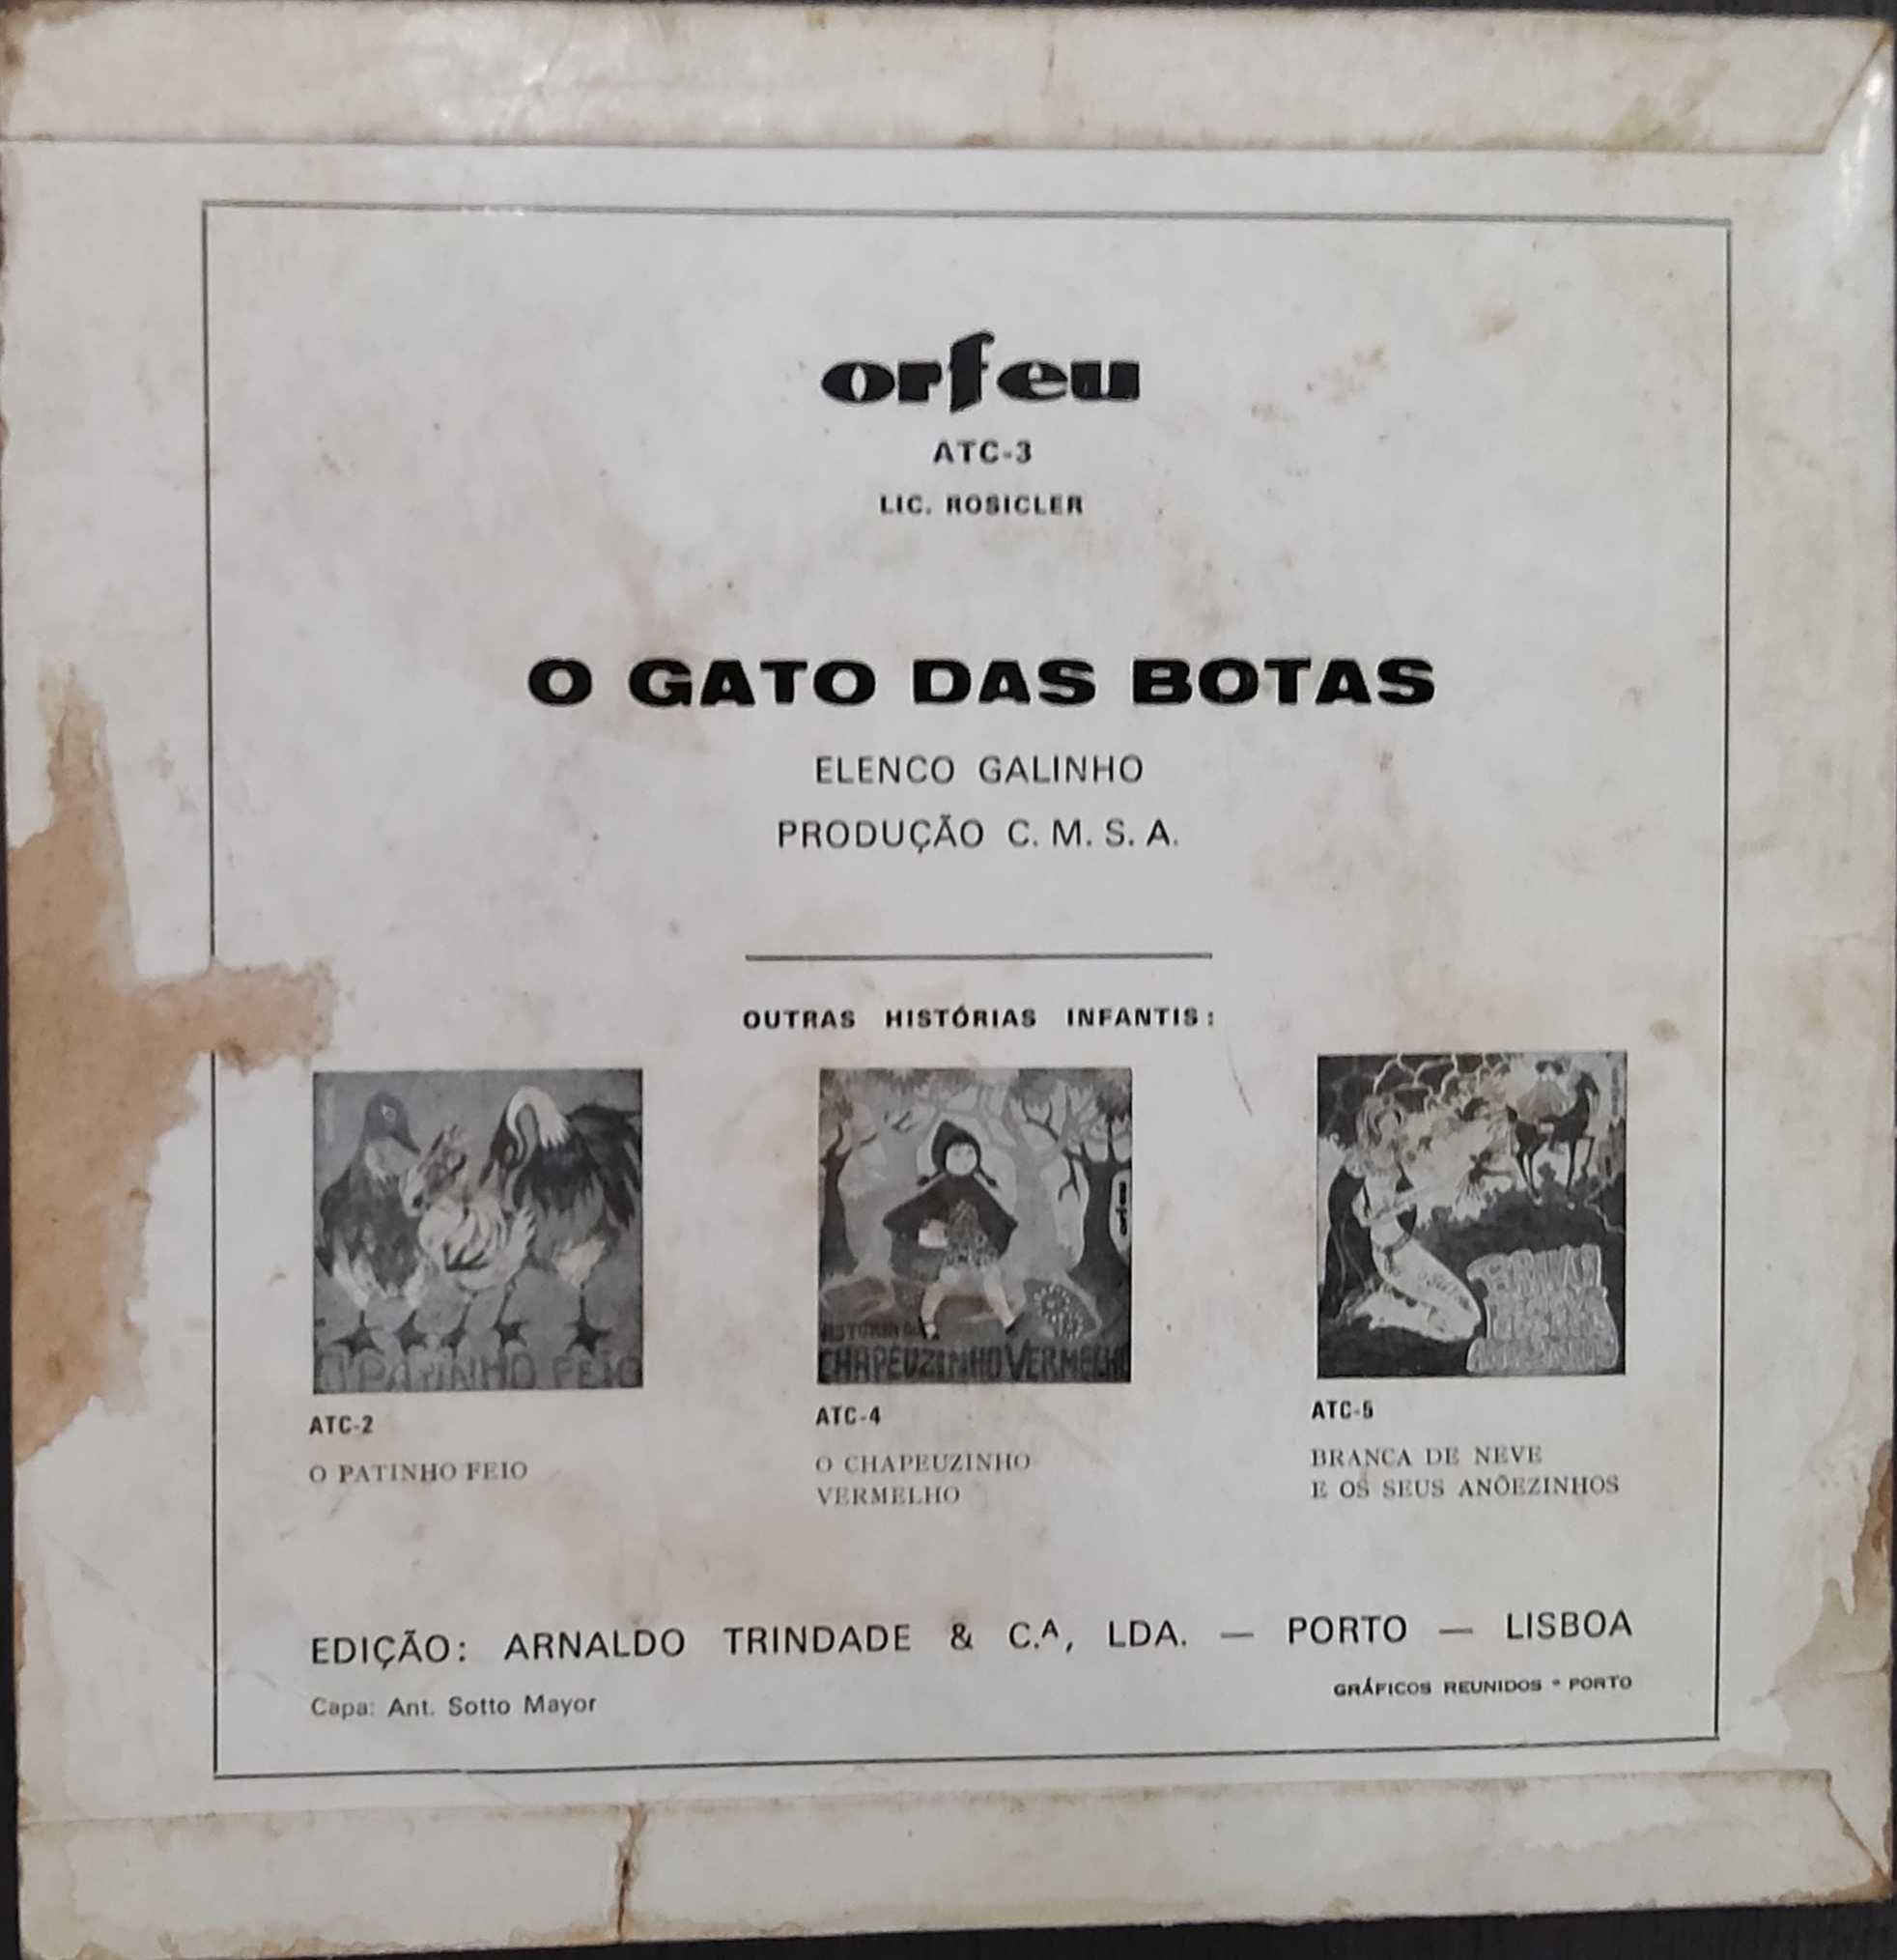 orfeu
ATC-3
LIC. ROSICLER
O GATO DAS BOTAS
ELENCO GALINHO
PRODUÇÃO C. M. S. A.
OUTRAS HISTÓRIAS INFANTIS:
O PATINHO FEIO
CHAPEUZINHO VERMELHO
ATC-2
O PATINHO FEIO
ATC-4
O CHAPEUZINHO
VERMELHO
ATC-5
BRANCA DE NEVE
E OS SEUS ANÕEZINHOS
EDIÇÃO: ARNALDO TRINDADE & C.ᴬ, LDA. — PORTO — LISBOA
Capa: Ant. Sotto Mayor
GRÁFICOS REUNIDOS - PORTO